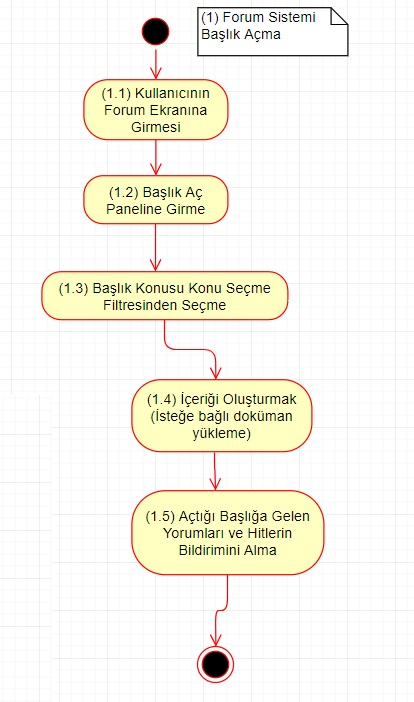 (1) Forum Sistemi
Başlık Açma
(1.1) Kullanıcının
Forum Ekranına
Girmesi
(1.2) Başlık Aç
Paneline Girme
(1.3) Başlık Konusu Konu Seçme
Filtresinden Seçme
(1.4) İçeriği Oluşturmak
(İsteğe bağlı doküman
yükleme)
(1.5) Açtığı Başlığa Gelen
Yorumları ve Hitlerin
Bildirimini Alma